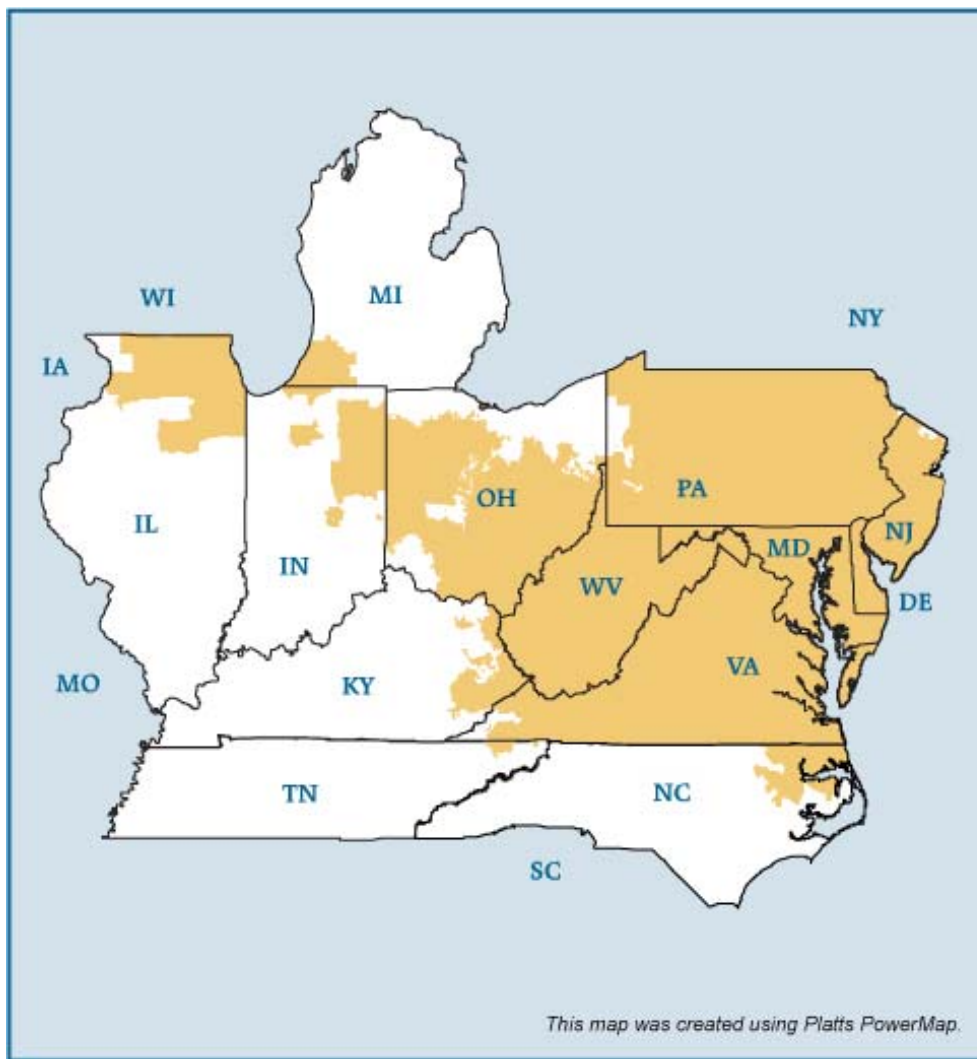 WI
MI
NY
IA
OH
PA
IL
NJ
IN
MD
WV
DE
MO
KY
VA
TN
NC
SC
This map was created using Platts PowerMap.